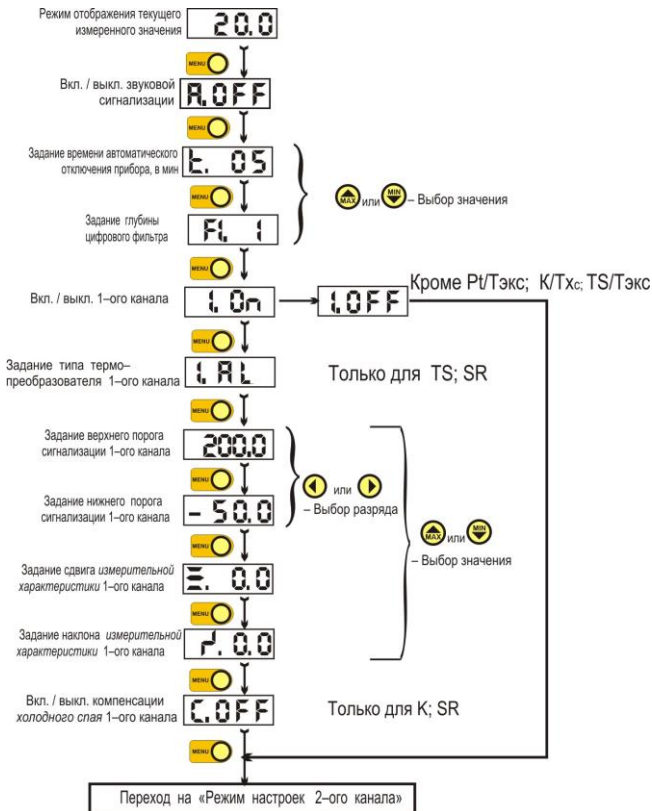 Режим отображения текущего
измеренного значения
20.0
MENU
Вкл. / выкл. звуковой
сигнализации
A.OFF
MENU
Задание времени автоматического
отключения прибора, в мин
t. 05
MENU
MAX или MIN – Выбор значения
Задание глубины
цифрового фильтра
Fi. 1
MENU
Вкл. / выкл. 1–ого канала
1. On
1.OFF
Кроме Pt/Тэкс; К/Тхс; TS/Тэкс
MENU
Задание типа термо–
преобразователя 1–ого канала
1. AL
Только для TS; SR
MENU
Задание верхнего порога
сигнализации 1–ого канала
200.0
MENU
или
– Выбор разряда
Задание нижнего порога
сигнализации 1–ого канала
- 50.0
MAX или MIN
– Выбор значения
MENU
Задание сдвига измерительной
характеристики 1–ого канала
0.0
MENU
Задание наклона измерительной
характеристики 1–ого канала
0.0
MENU
Вкл. / выкл. компенсации
холодного спая 1–ого канала
C.OFF
Только для K; SR
MENU
Переход на «Режим настроек 2–ого канала»